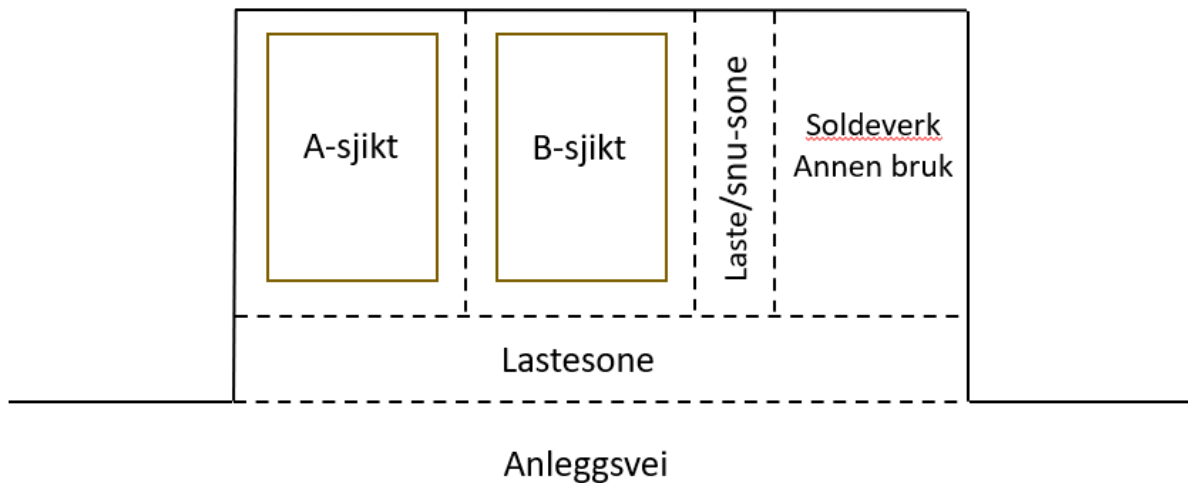 A-sjikt
B-sjikt
Laste/snu-sone
Soldeverk
Annen bruk
Lastesone
Anleggsvei